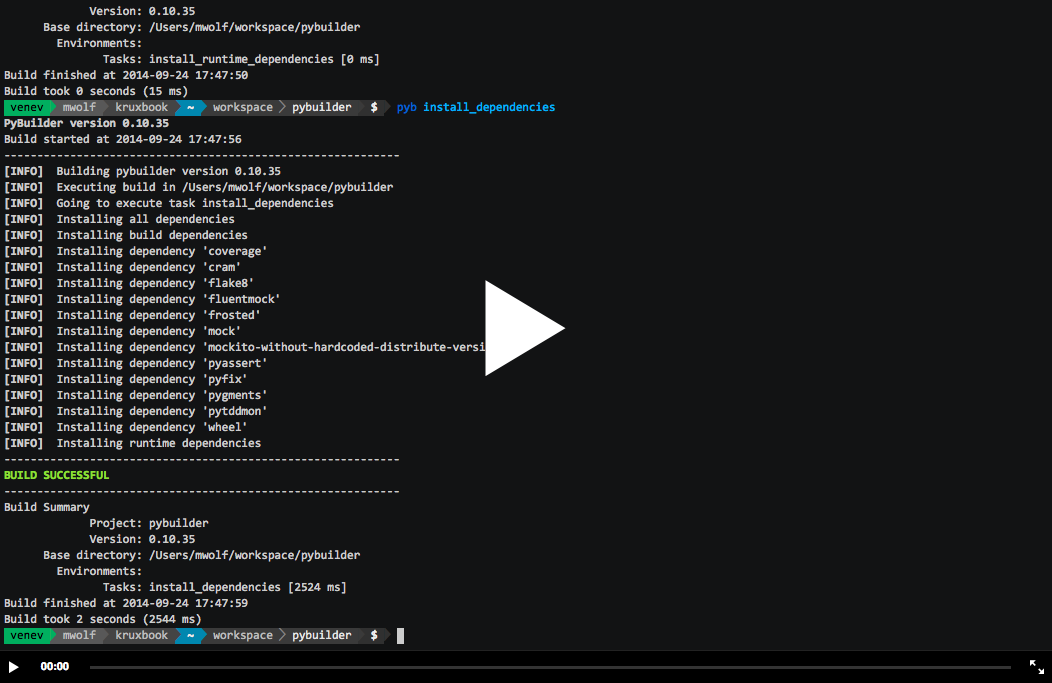 Version: 0.10.35
Base directory: /Users/mwolf/workspace/pybuilder
Environments:
Tasks: install_runtime_dependencies [0 ms]
Build finished at 2014-09-24 17:47:50
Build took 0 seconds (15 ms)
venev mwolf kruxbook ~ workspace pybuilder $ pyb install_dependencies
PyBuilder version 0.10.35
Build started at 2014-09-24 17:47:56
------------------------------------------------------------
[INFO]  Building pybuilder version 0.10.35
[INFO]  Executing build in /Users/mwolf/workspace/pybuilder
[INFO]  Going to execute task install_dependencies
[INFO]  Installing all dependencies
[INFO]  Installing build dependencies
[INFO]  Installing dependency 'coverage'
[INFO]  Installing dependency 'cram'
[INFO]  Installing dependency 'flake8'
[INFO]  Installing dependency 'fluentmock'
[INFO]  Installing dependency 'frosted'
[INFO]  Installing dependency 'mock'
[INFO]  Installing dependency 'mockito-without-hardcoded-distribute-versi
[INFO]  Installing dependency 'pyassert'
[INFO]  Installing dependency 'pyfix'
[INFO]  Installing dependency 'pygments'
[INFO]  Installing dependency 'pytddmon'
[INFO]  Installing dependency 'wheel'
[INFO]  Installing runtime dependencies
------------------------------------------------------------
BUILD SUCCESSFUL
------------------------------------------------------------
Build Summary
Project: pybuilder
Version: 0.10.35
Base directory: /Users/mwolf/workspace/pybuilder
Environments:
Tasks: install_dependencies [2524 ms]
Build finished at 2014-09-24 17:47:59
Build took 2 seconds (2544 ms)
venev mwolf kruxbook ~ workspace pybuilder $
00:00